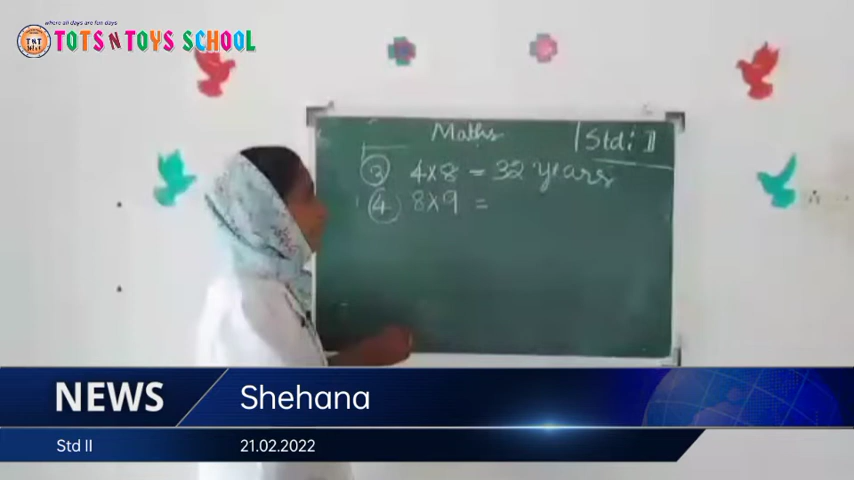 where all days are fun days
TNT
TOTS N TOYS SCHOOL
Maths
Std: II
③ 4x8 = 32 years
④ 8x9 =
NEWS
Shehana
Std II
21.02.2022